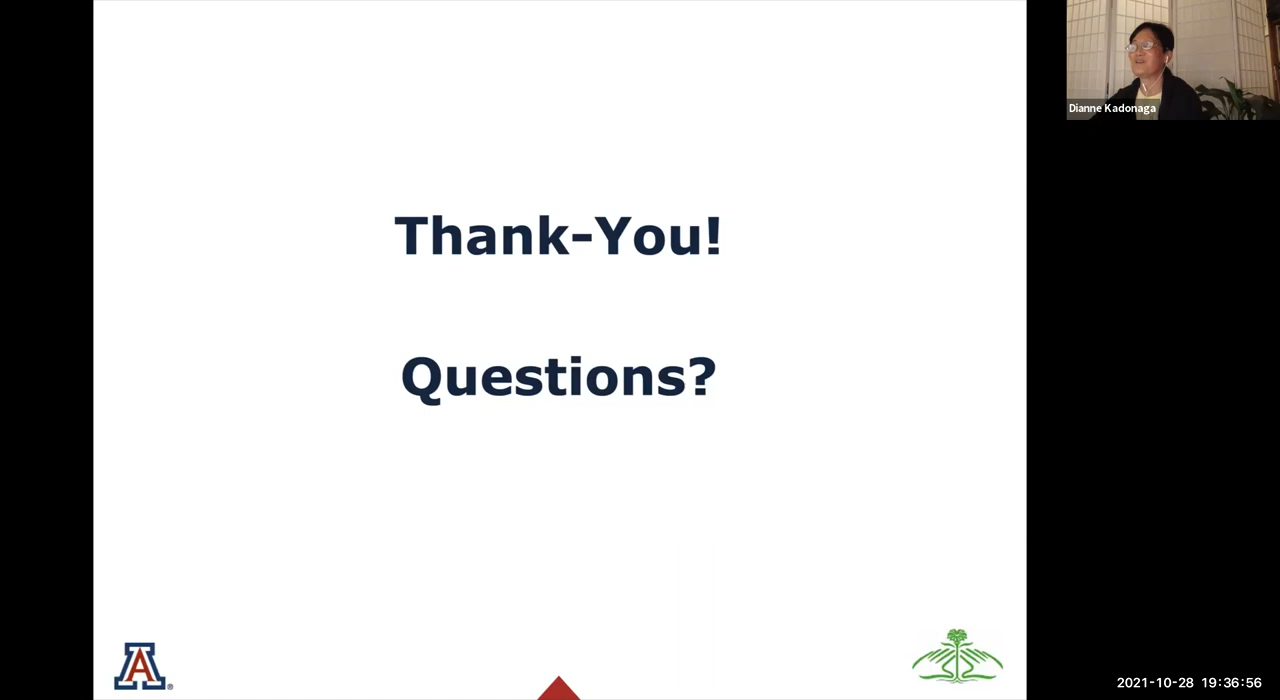 Dianne Kadonaga
Thank-You!
Questions?
A®
2021-10-28 19:36:56